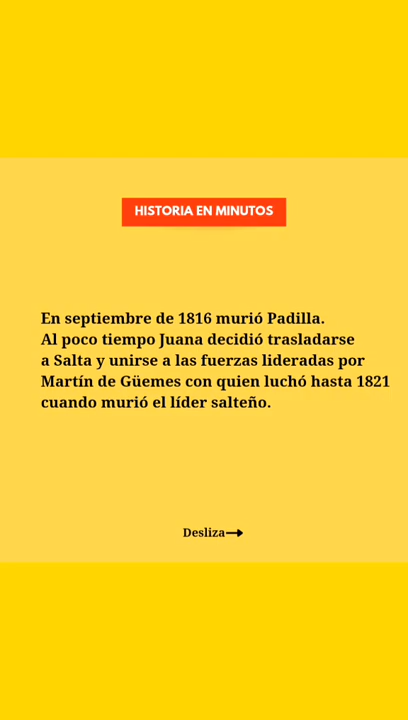 HISTORIA EN MINUTOS
En septiembre de 1816 murió Padilla.
Al poco tiempo Juana decidió trasladarse
a Salta y unirse a las fuerzas lideradas por
Martín de Güemes con quien luchó hasta 1821
cuando murió el líder salteño.
Desliza